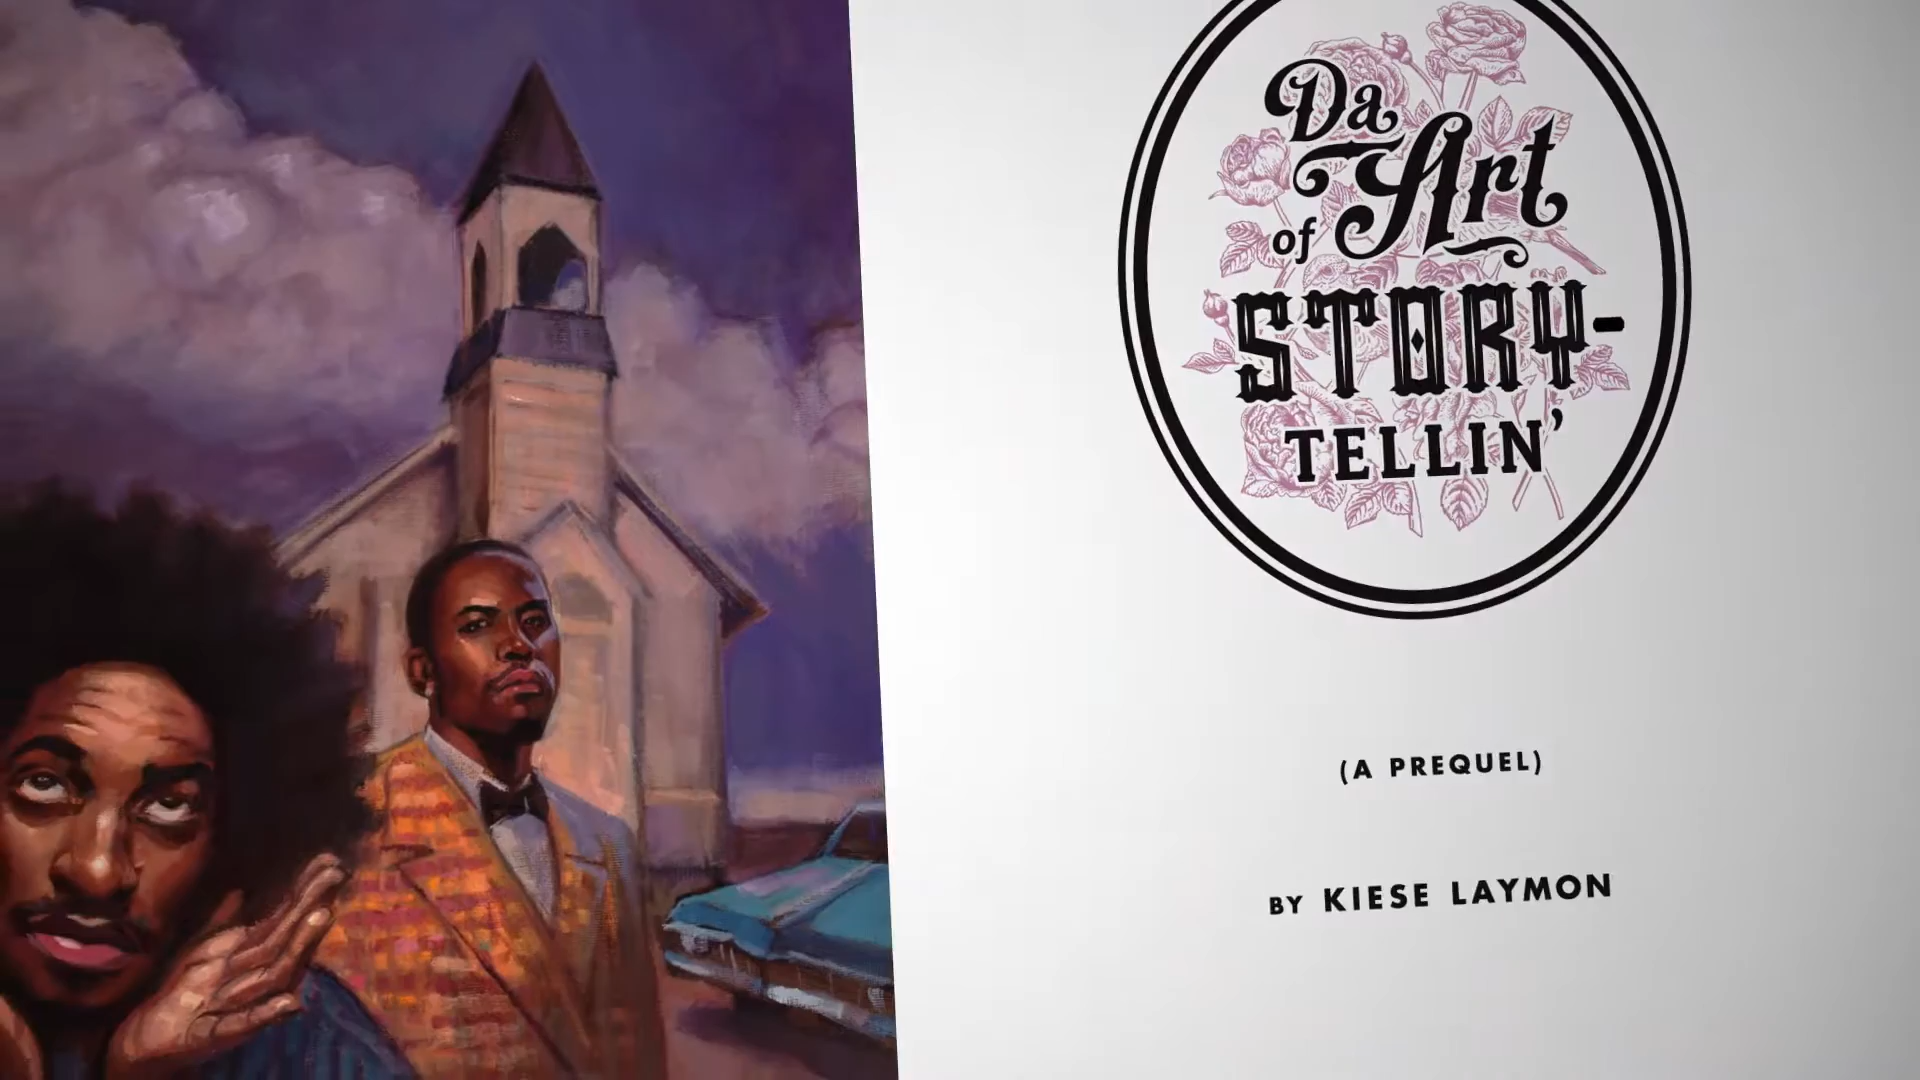 Da
Art
of
STORY-
TELLIN’
(A PREQUEL)
BY KIESE LAYMON